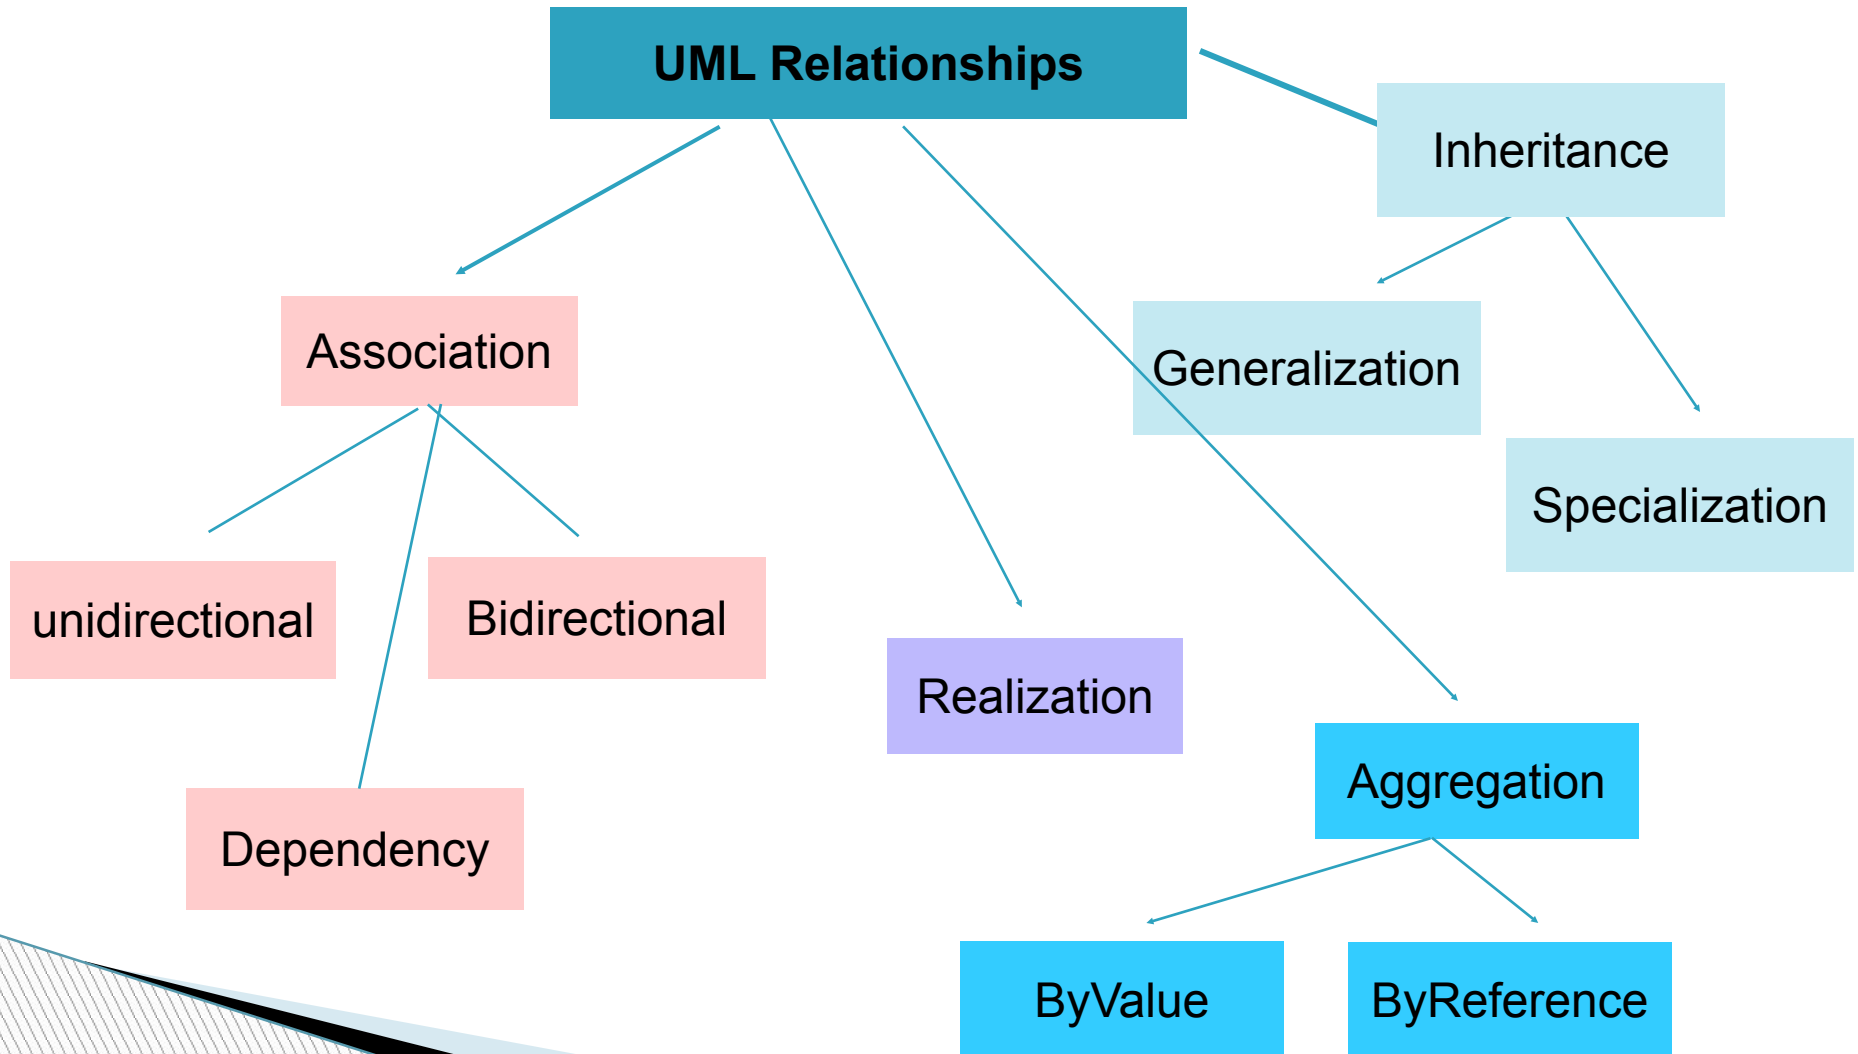 UML Relationships
Inheritance
Association
Generalization
Specialization
unidirectional
Bidirectional
Realization
Aggregation
Dependency
ByValue
ByReference